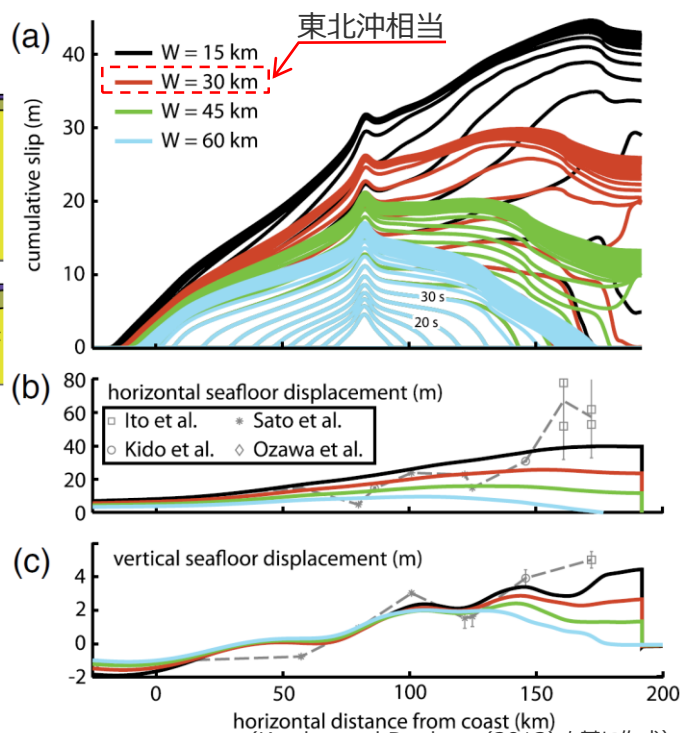 (a)
東北沖相当
W = 15 km
W = 30 km
W = 45 km
W = 60 km
cumulative slip (m)
40
30
20
10
0
30 s
20 s
(b)
horizontal seafloor displacement (m)
Ito et al.
Sato et al.
Kido et al.
Ozawa et al.
80
60
40
20
0
(c)
vertical seafloor displacement (m)
4
2
0
-2
0 50 100 150 200
horizontal distance from coast (km)